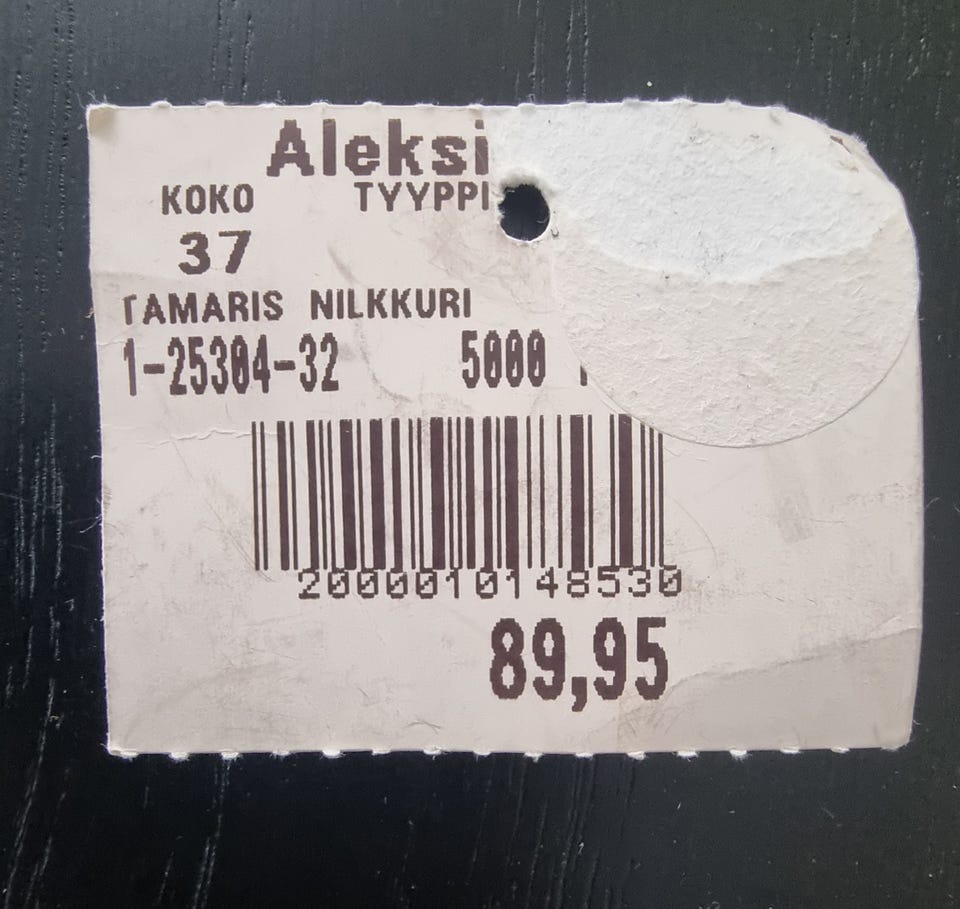 Aleksi
KOKO TYYPPI
37
TAMARIS NILKKURI
1-25304-32 5000
2000010148530
89,95